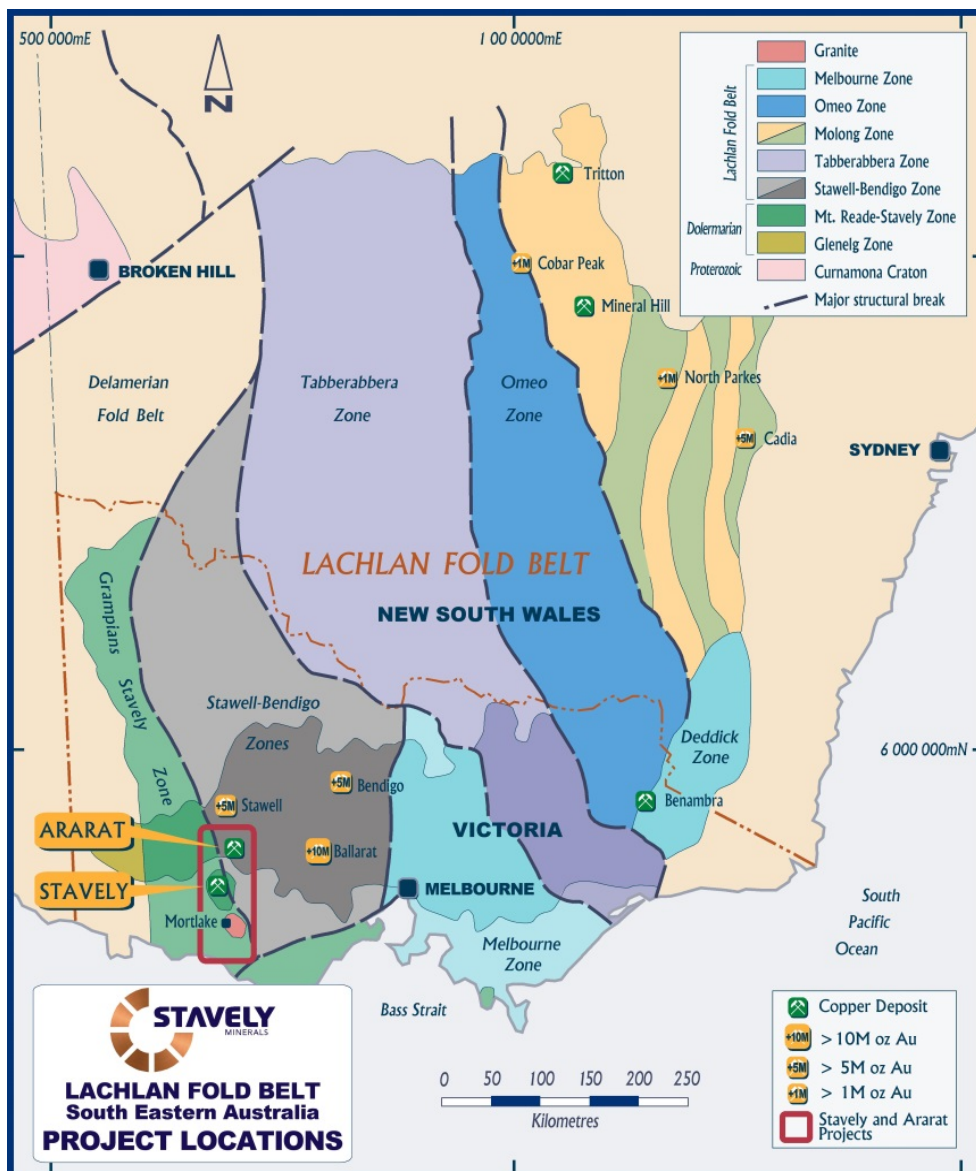 500 000mE
1 00 0000mE
N
Granite
Melbourne Zone
Omeo Zone
Molong Zone
Tabberabbera Zone
Stawell-Bendigo Zone
Mt. Reade-Stavely Zone
Glenelg Zone
Curnamona Craton
Major structural break
Lachlan Fold Belt
Dolermarian
Proterozoic
Tritton
+1M
Cobar Peak
BROKEN HILL
Mineral Hill
Delamerian
Fold Belt
Tabberabbera
Zone
Omeo
Zone
+1M
North Parkes
+5M
Cadia
SYDNEY
LACHLAN FOLD BELT
NEW SOUTH WALES
Grampians
Stavely
Zone
Stawell-Bendigo
Zones
Deddick
Zone
6 000 000mN
+5M
Bendigo
+5M
Stawell
Benambra
ARARAT
+10M
Ballarat
VICTORIA
STAVELY
MELBOURNE
Mortlake
Melbourne
Zone
South
Pacific
Ocean
Bass Strait
STAVELY
MINERALS
LACHLAN FOLD BELT
South Eastern Australia
PROJECT LOCATIONS
0 50 100 150 200 250
Kilometres
Copper Deposit
+10M > 10M oz Au
+5M > 5M oz Au
+1M > 1M oz Au
Stavely and Ararat
Projects